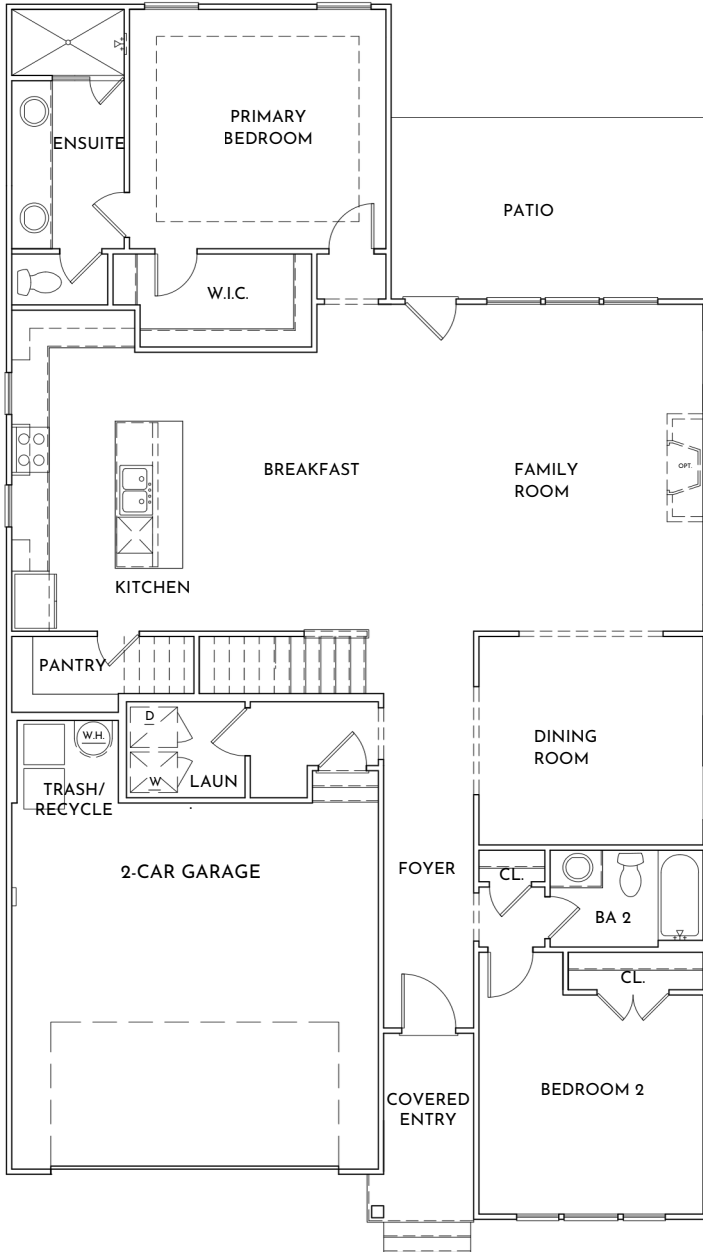 PRIMARY
BEDROOM
ENSUITE
PATIO
W.I.C.
BREAKFAST
FAMILY
ROOM
OPT.
KITCHEN
PANTRY
D
W.H.
W
LAUN
DINING
ROOM
TRASH/
RECYCLE
2-CAR GARAGE
FOYER
CL.
BA 2
CL.
BEDROOM 2
COVERED
ENTRY